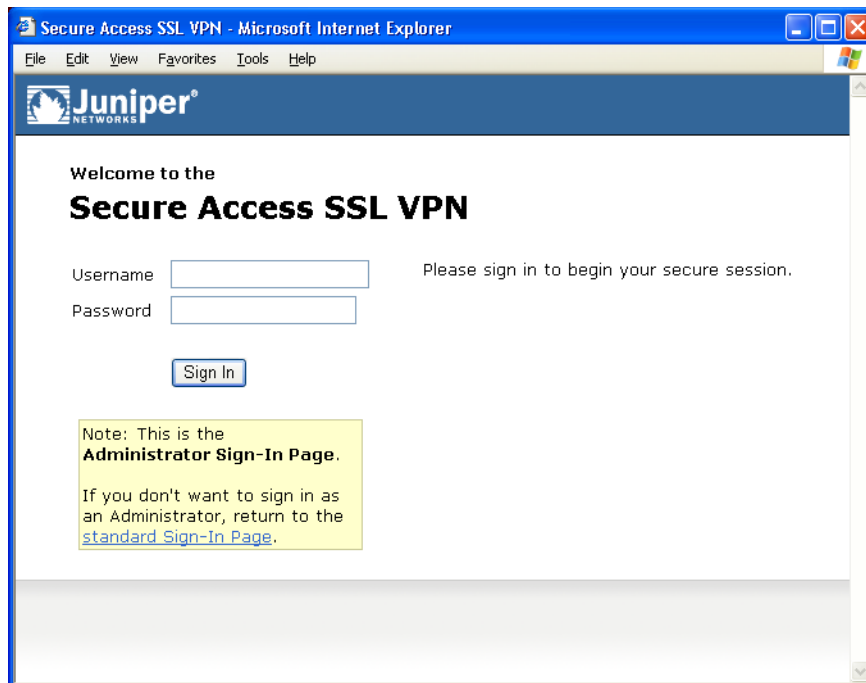 Secure Access SSL VPN - Microsoft Internet Explorer
File Edit View Favorites Tools Help
Juniper®
NETWORKS
Welcome to the
Secure Access SSL VPN
Username
Please sign in to begin your secure session.
Password
Sign In
Note: This is the
Administrator Sign-In Page.
If you don't want to sign in as
an Administrator, return to the
standard Sign-In Page.